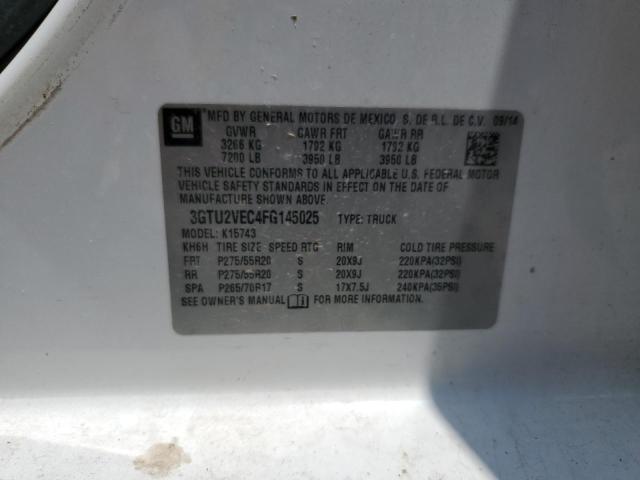 GM
MFD BY GENERAL MOTORS DE MEXICO, S. DE R.L. DE C.V. 09/14
GVWR GAWR FRT GAWR RR
3266 KG 1792 KG 1792 KG
7200 LB 3950 LB 3950 LB
THIS VEHICLE CONFORMS TO ALL APPLICABLE U.S. FEDERAL MOTOR
VEHICLE SAFETY STANDARDS IN EFFECT ON THE DATE OF
MANUFACTURE SHOWN ABOVE.
3GTU2VEC4FG145025 TYPE: TRUCK
MODEL: K15743
KH6H TIRE SIZE SPEED RTG RIM COLD TIRE PRESSURE
FRT P275/55R20 S 20X9J 220KPA(32PSI)
RR P275/55R20 S 20X9J 220KPA(32PSI)
SPA P265/70R17 S 17X7.5J 240KPA(35PSI)
SEE OWNER'S MANUAL FOR MORE INFORMATION